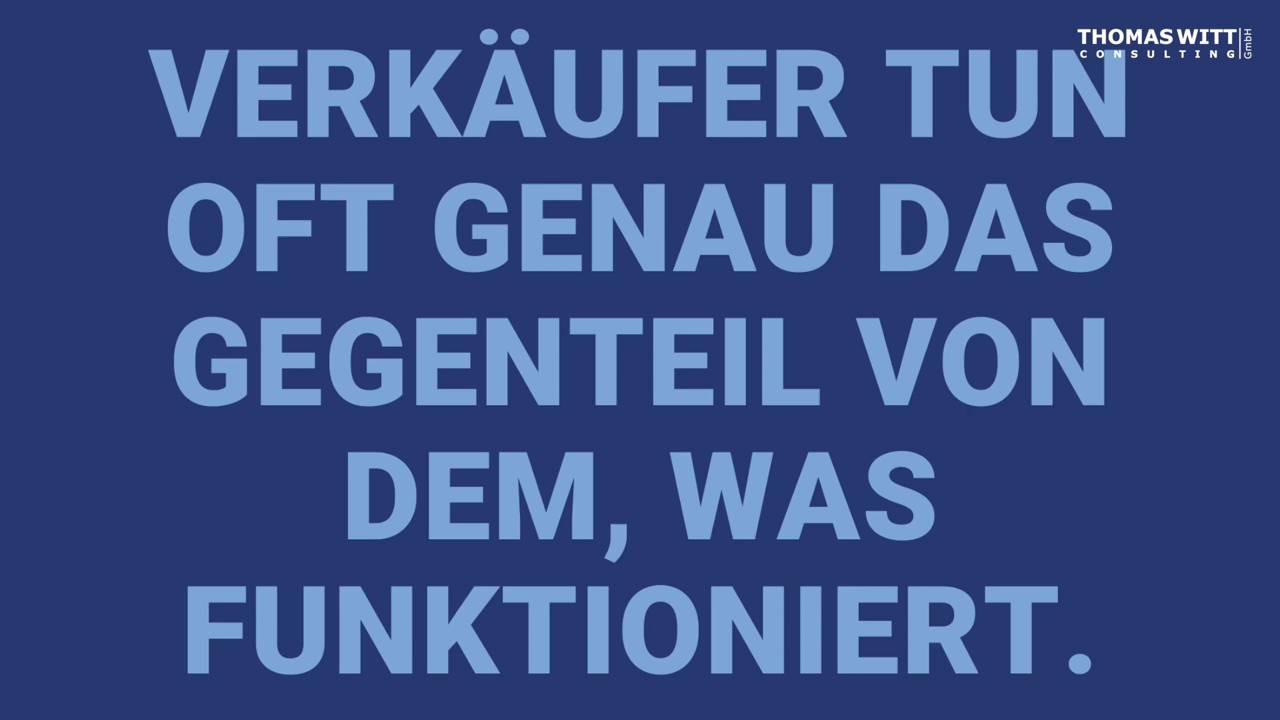 THOMAS WITT
CONSULTING
GmbH
VERKÄUFER TUN
OFT GENAU DAS
GEGENTEIL VON
DEM, WAS
FUNKTIONIERT.